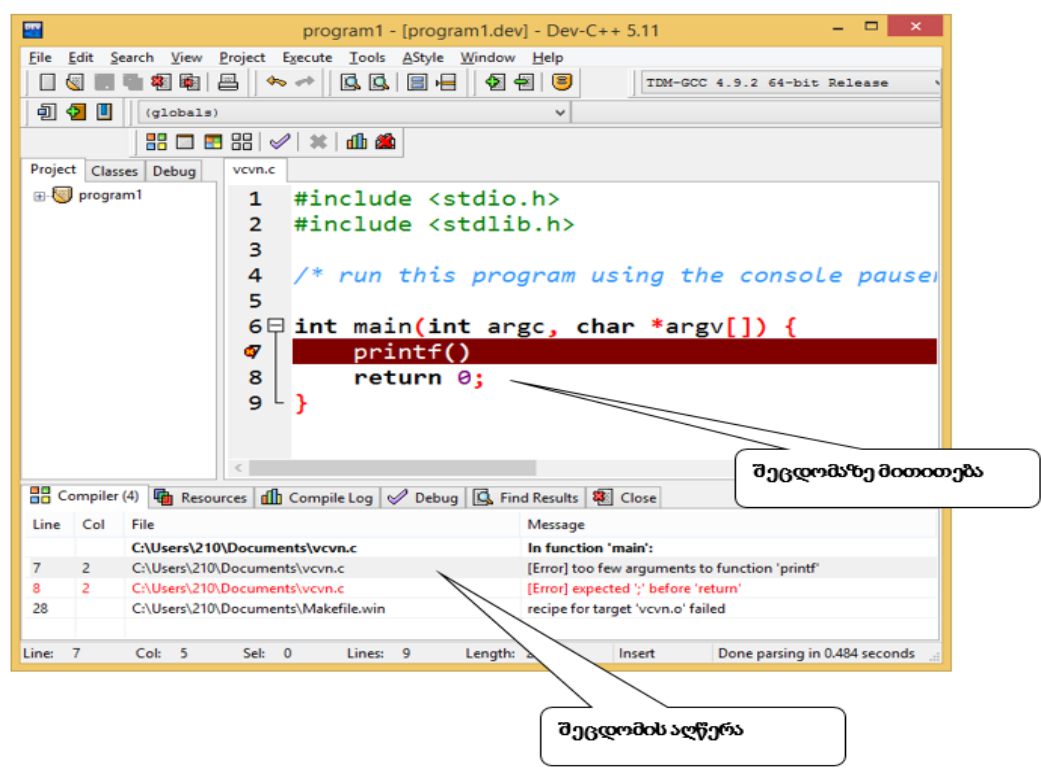 program1 - [program1.dev] - Dev-C++ 5.11
File Edit Search View Project Execute Tools AStyle Window Help
TDM-GCC 4.9.2 64-bit Release
(globals)
Project Classes Debug
vcvn.c
program1
1 #include <stdio.h>
2 #include <stdlib.h>
3
4 /* run this program using the console pauser
5
6 int main(int argc, char *argv[]) {
7 printf()
8 return 0;
9 }
შეცდომაზე მითითება
Compiler (4) Resources Compile Log Debug Find Results Close
Line Col File Message
C:\Users\210\Documents\vcvn.c In function 'main':
7 2 C:\Users\210\Documents\vcvn.c [Error] too few arguments to function 'printf'
8 2 C:\Users\210\Documents\vcvn.c [Error] expected ';' before 'return'
28 C:\Users\210\Documents\Makefile.win recipe for target 'vcvn.o' failed
Line: 7 Col: 5 Sel: 0 Lines: 9 Length: Insert Done parsing in 0.484 seconds
შეცდომის აღწერა